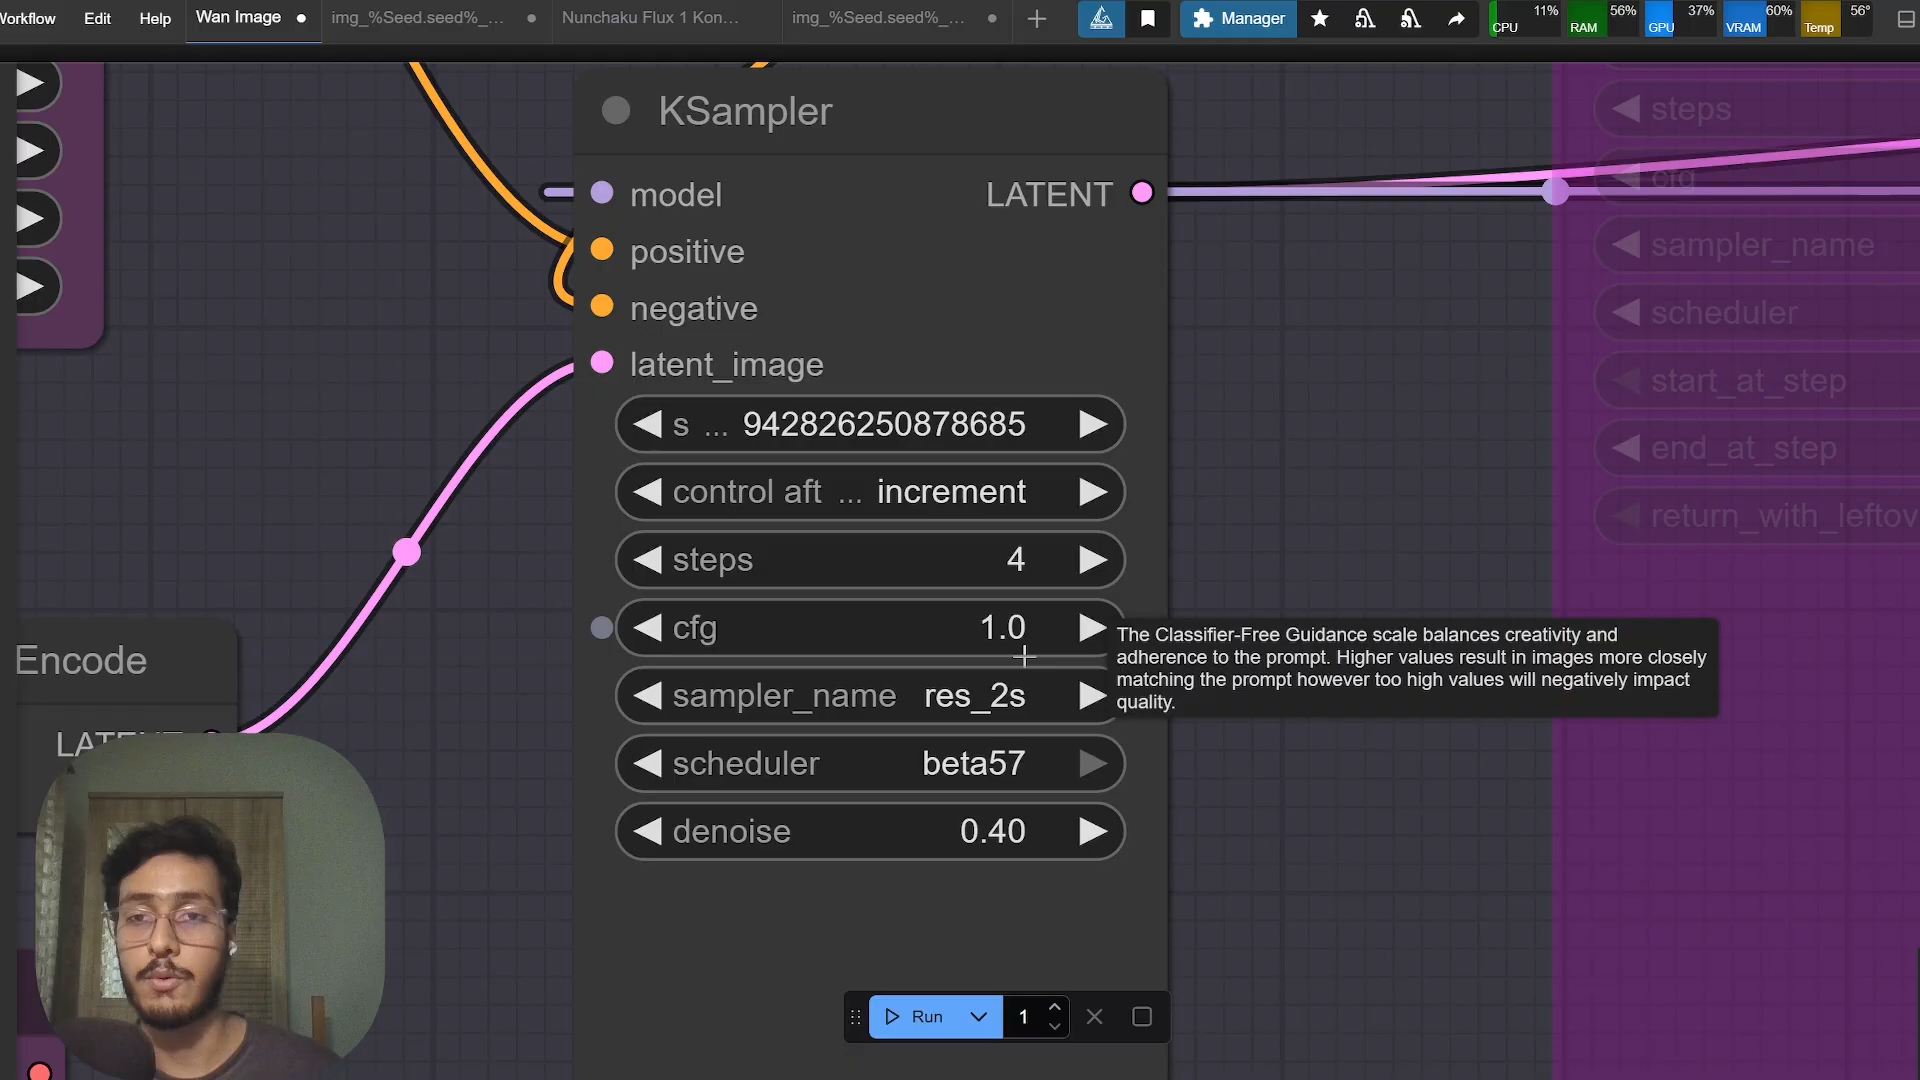 Workflow Edit Help Wan Image img_%Seed.seed%_... Nunchaku Flux 1 Kon... img_%Seed.seed%_... Manager
CPU 11% RAM 56% GPU 37% VRAM 60% Temp 56°
KSampler
model LATENT
positive
negative
latent_image
s ... 942826250878685
control aft ... increment
steps 4
cfg 1.0
sampler_name res_2s
scheduler beta57
denoise 0.40
The Classifier-Free Guidance scale balances creativity and
adherence to the prompt. Higher values result in images more closely
matching the prompt however too high values will negatively impact
quality.
steps
cfg
sampler_name
scheduler
start_at_step
end_at_step
return_with_leftov
Encode
LATENT
Run 1